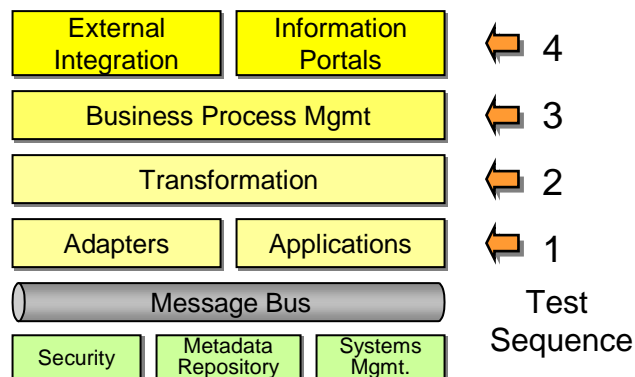 External
Integration
Information
Portals
4
Business Process Mgmt
3
Transformation
2
Adapters
Applications
1
Message Bus
Test
Sequence
Security
Metadata
Repository
Systems
Mgmt.